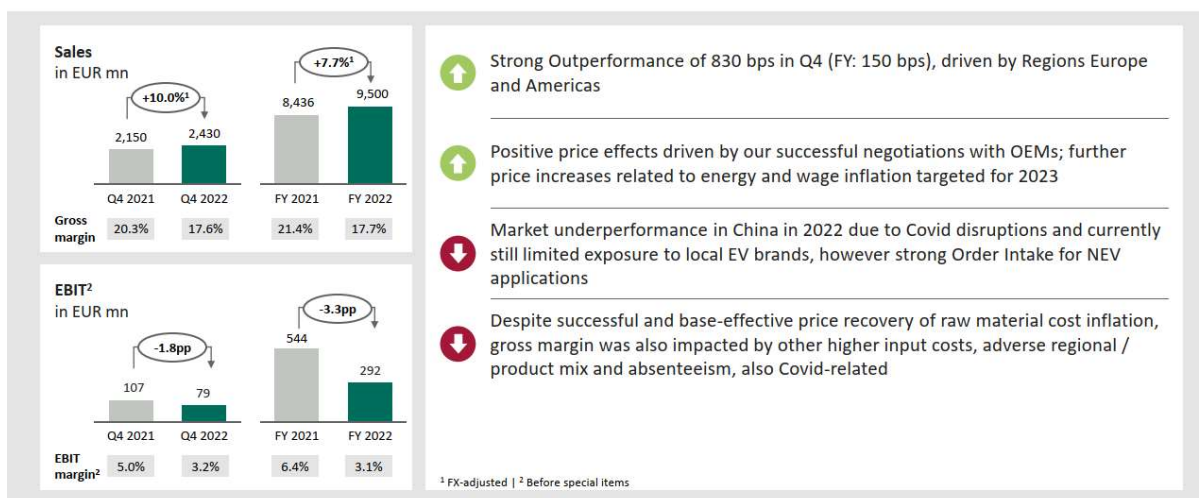 Sales
in EUR mn
+10.0%¹
+7.7%¹
2,150
2,430
8,436
9,500
Q4 2021
Q4 2022
FY 2021
FY 2022
Gross
margin
20.3%
17.6%
21.4%
17.7%
EBIT²
in EUR mn
-1.8pp
-3.3pp
107
79
544
292
Q4 2021
Q4 2022
FY 2021
FY 2022
EBIT
margin²
5.0%
3.2%
6.4%
3.1%
Strong Outperformance of 830 bps in Q4 (FY: 150 bps), driven by Regions Europe
and Americas
Positive price effects driven by our successful negotiations with OEMs; further
price increases related to energy and wage inflation targeted for 2023
Market underperformance in China in 2022 due to Covid disruptions and currently
still limited exposure to local EV brands, however strong Order Intake for NEV
applications
Despite successful and base-effective price recovery of raw material cost inflation,
gross margin was also impacted by other higher input costs, adverse regional /
product mix and absenteeism, also Covid-related
¹ FX-adjusted | ² Before special items